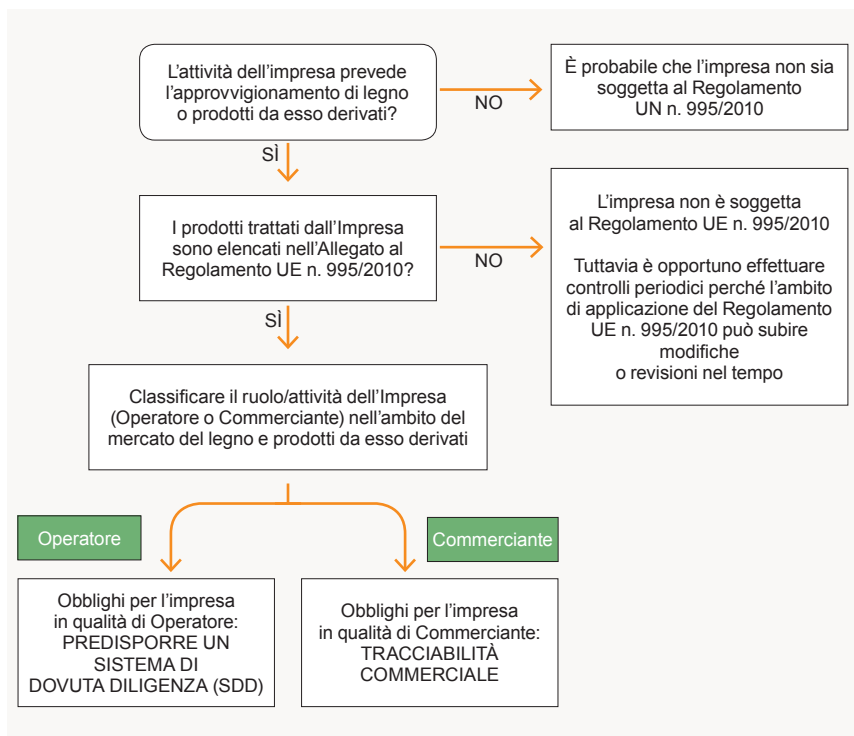 L'attività dell'impresa prevede
l'approvvigionamento di legno
o prodotti da esso derivati?
NO
È probabile che l'impresa non sia
soggetta al Regolamento
UN n. 995/2010
SÌ
I prodotti trattati dall'Impresa
sono elencati nell'Allegato al
Regolamento UE n. 995/2010?
NO
L'impresa non è soggetta
al Regolamento UE n. 995/2010
Tuttavia è opportuno effettuare
controlli periodici perché l'ambito
di applicazione del Regolamento
UE n. 995/2010 può subire
modifiche
o revisioni nel tempo
SÌ
Classificare il ruolo/attività dell'Impresa
(Operatore o Commerciante) nell'ambito del
mercato del legno e prodotti da esso derivati
Operatore
Commerciante
Obblighi per l'impresa
in qualità di Operatore:
PREDISPORRE UN
SISTEMA DI
DOVUTA DILIGENZA (SDD)
Obblighi per l'impresa
in qualità di Commerciante:
TRACCIABILITÀ
COMMERCIALE